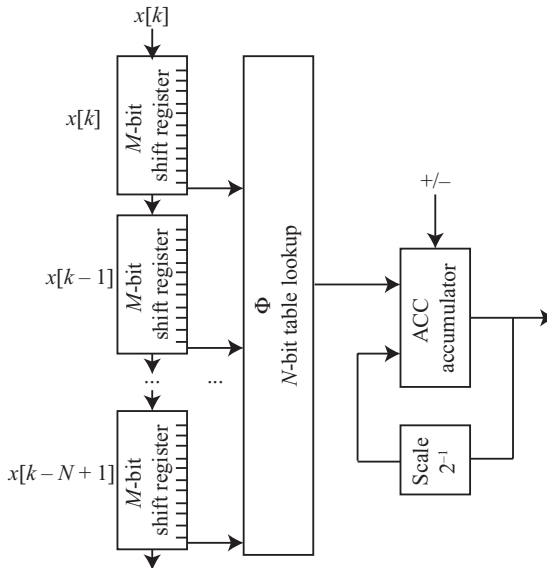 x[k]
x[k]
M-bit
shift register
x[k – 1]
M-bit
shift register
... ...
x[k – N + 1]
M-bit
shift register
Φ
N-bit table lookup
+/–
ACC
accumulator
Scale
2⁻¹